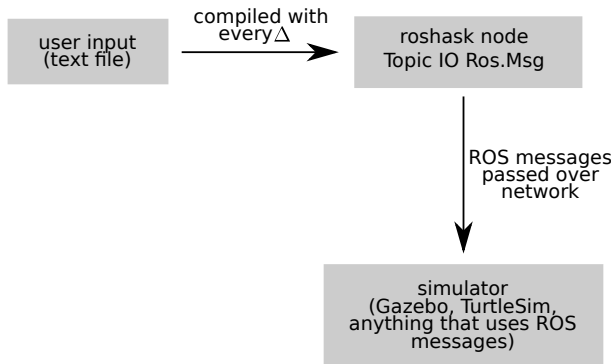 user input
(text file)
compiled with
every Δ
roshask node
Topic IO Ros.Msg
ROS messages
passed over
network
simulator
(Gazebo, TurtleSim,
anything that uses ROS
messages)